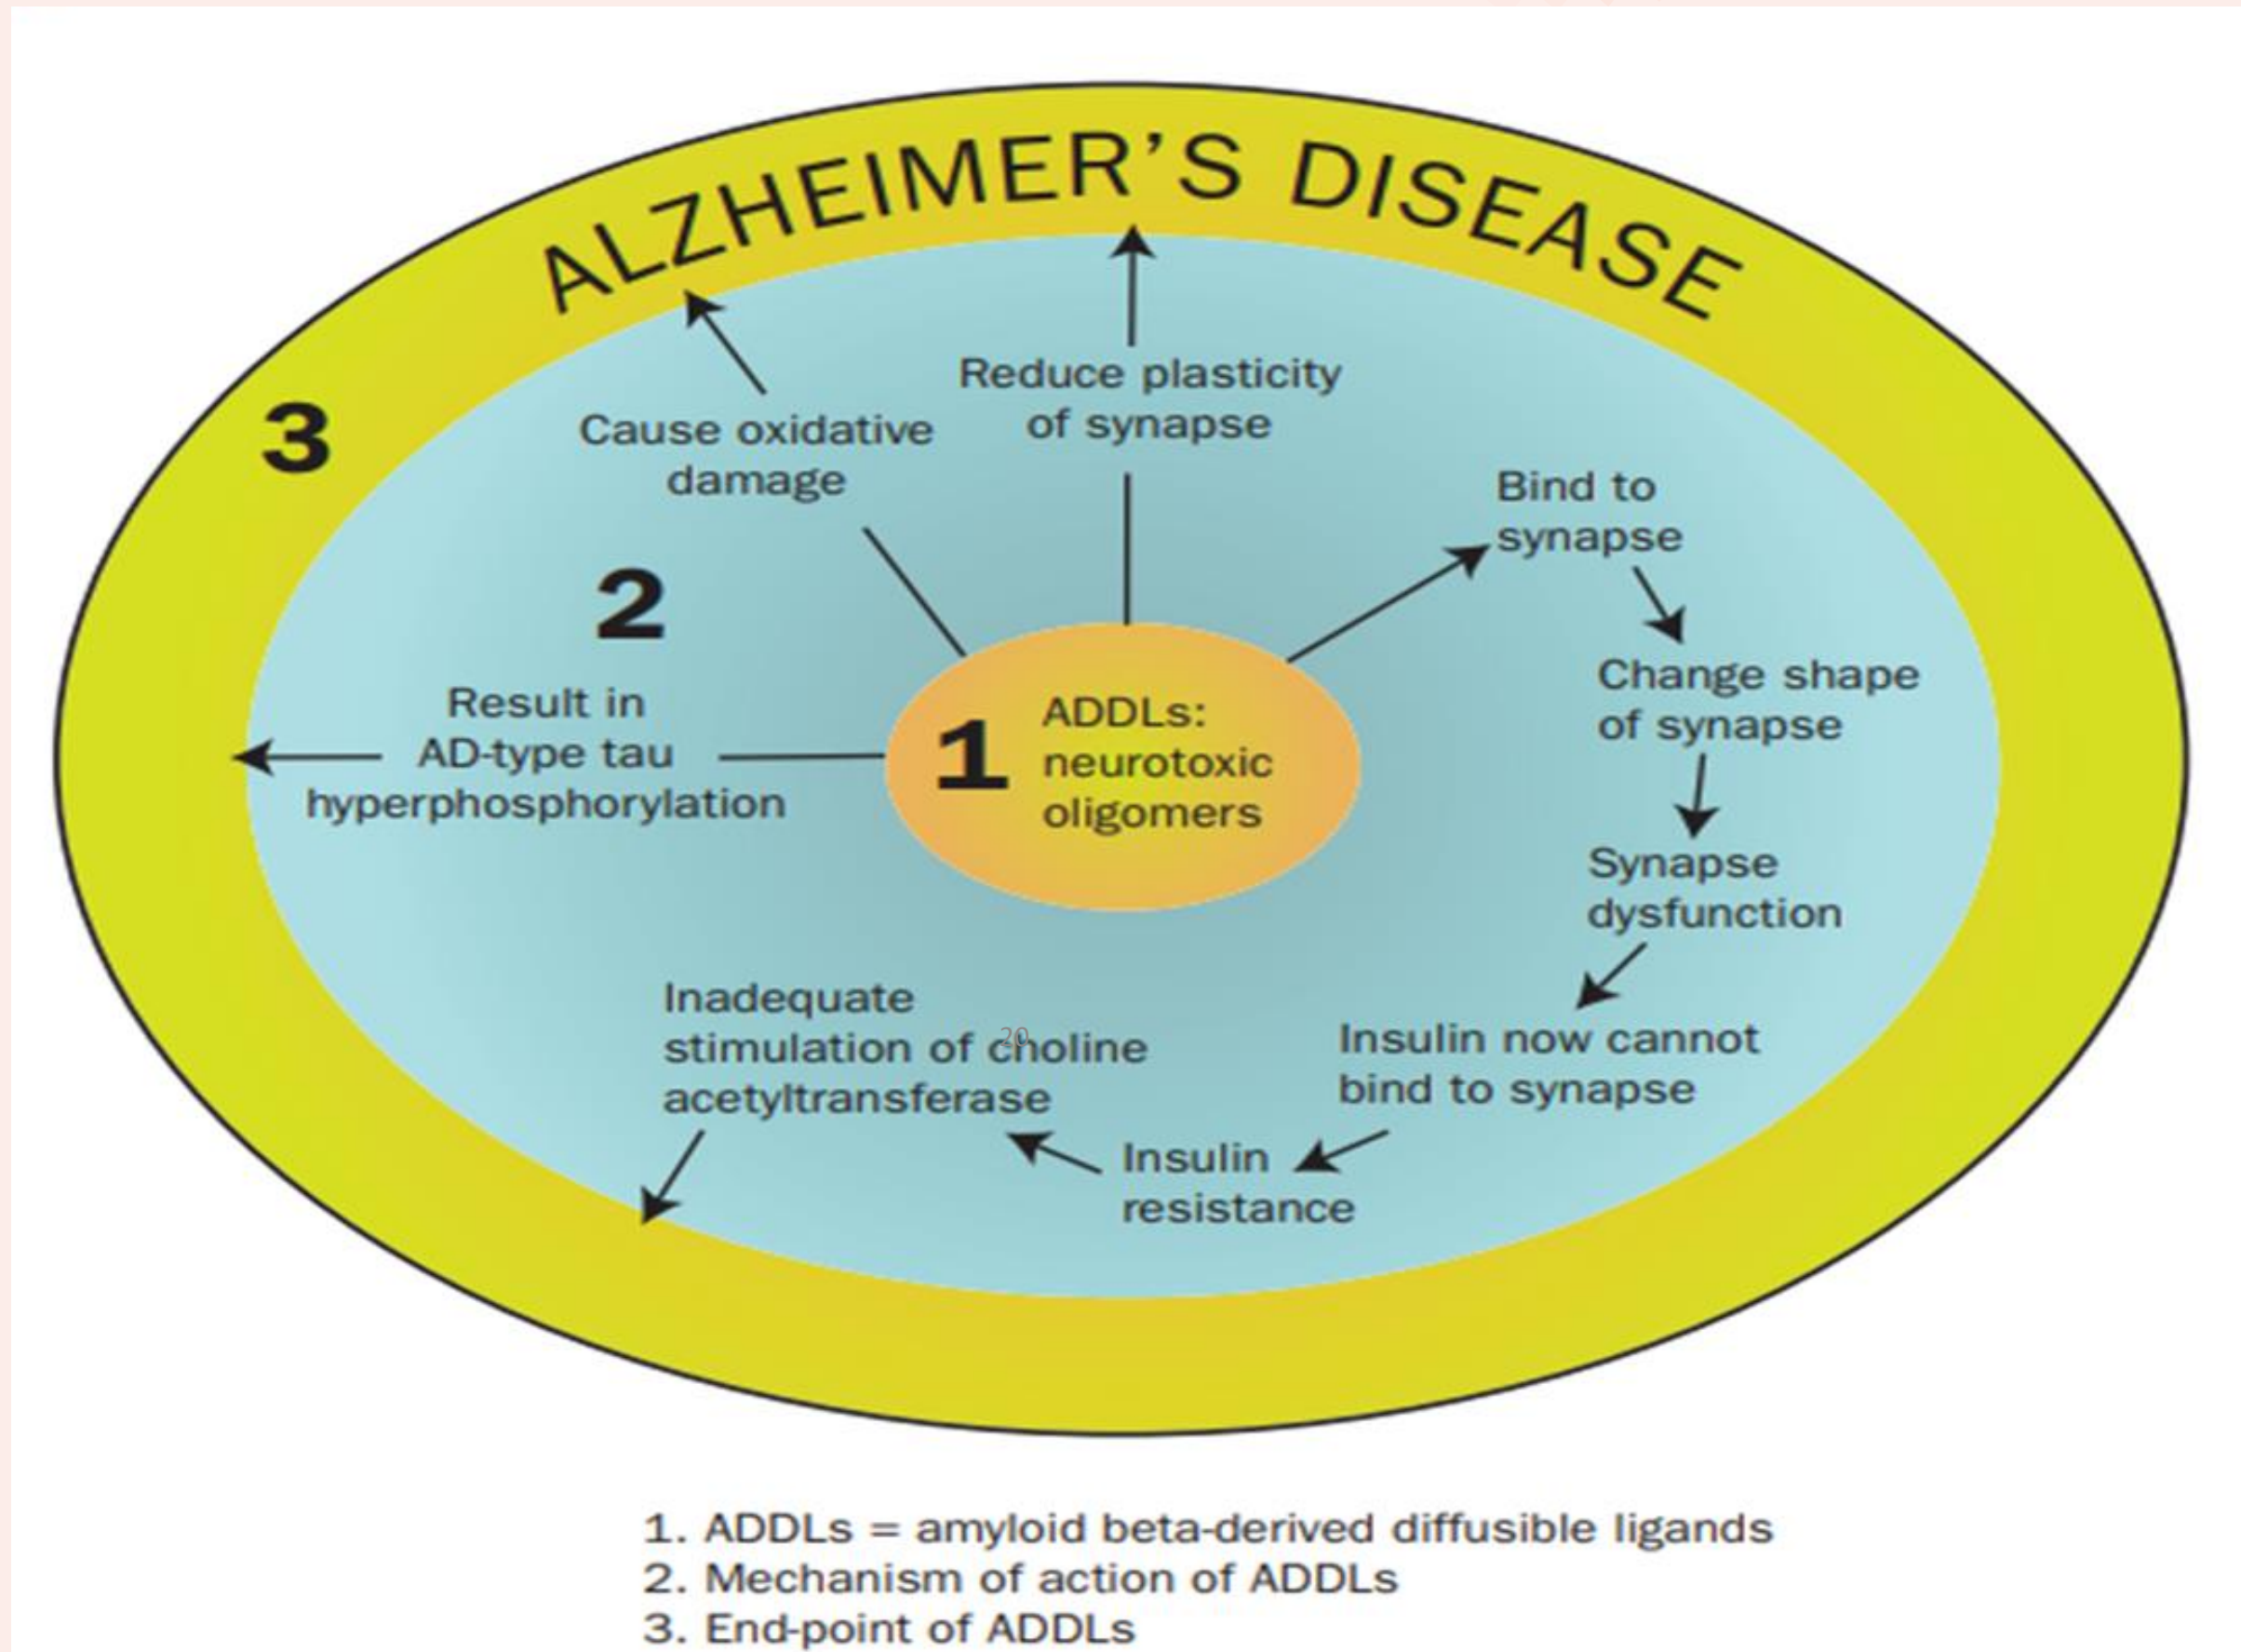 ALZHEIMER’S DISEASE
3
Cause oxidative
damage
Reduce plasticity
of synapse
Bind to
synapse
2
Change shape
of synapse
Result in
AD-type tau
hyperphosphorylation
1
ADDLs:
neurotoxic
oligomers
Synapse
dysfunction
Inadequate
stimulation of choline
acetyltransferase
20
Insulin now cannot
bind to synapse
Insulin
resistance
1. ADDLs = amyloid beta-derived diffusible ligands
2. Mechanism of action of ADDLs
3. End-point of ADDLs